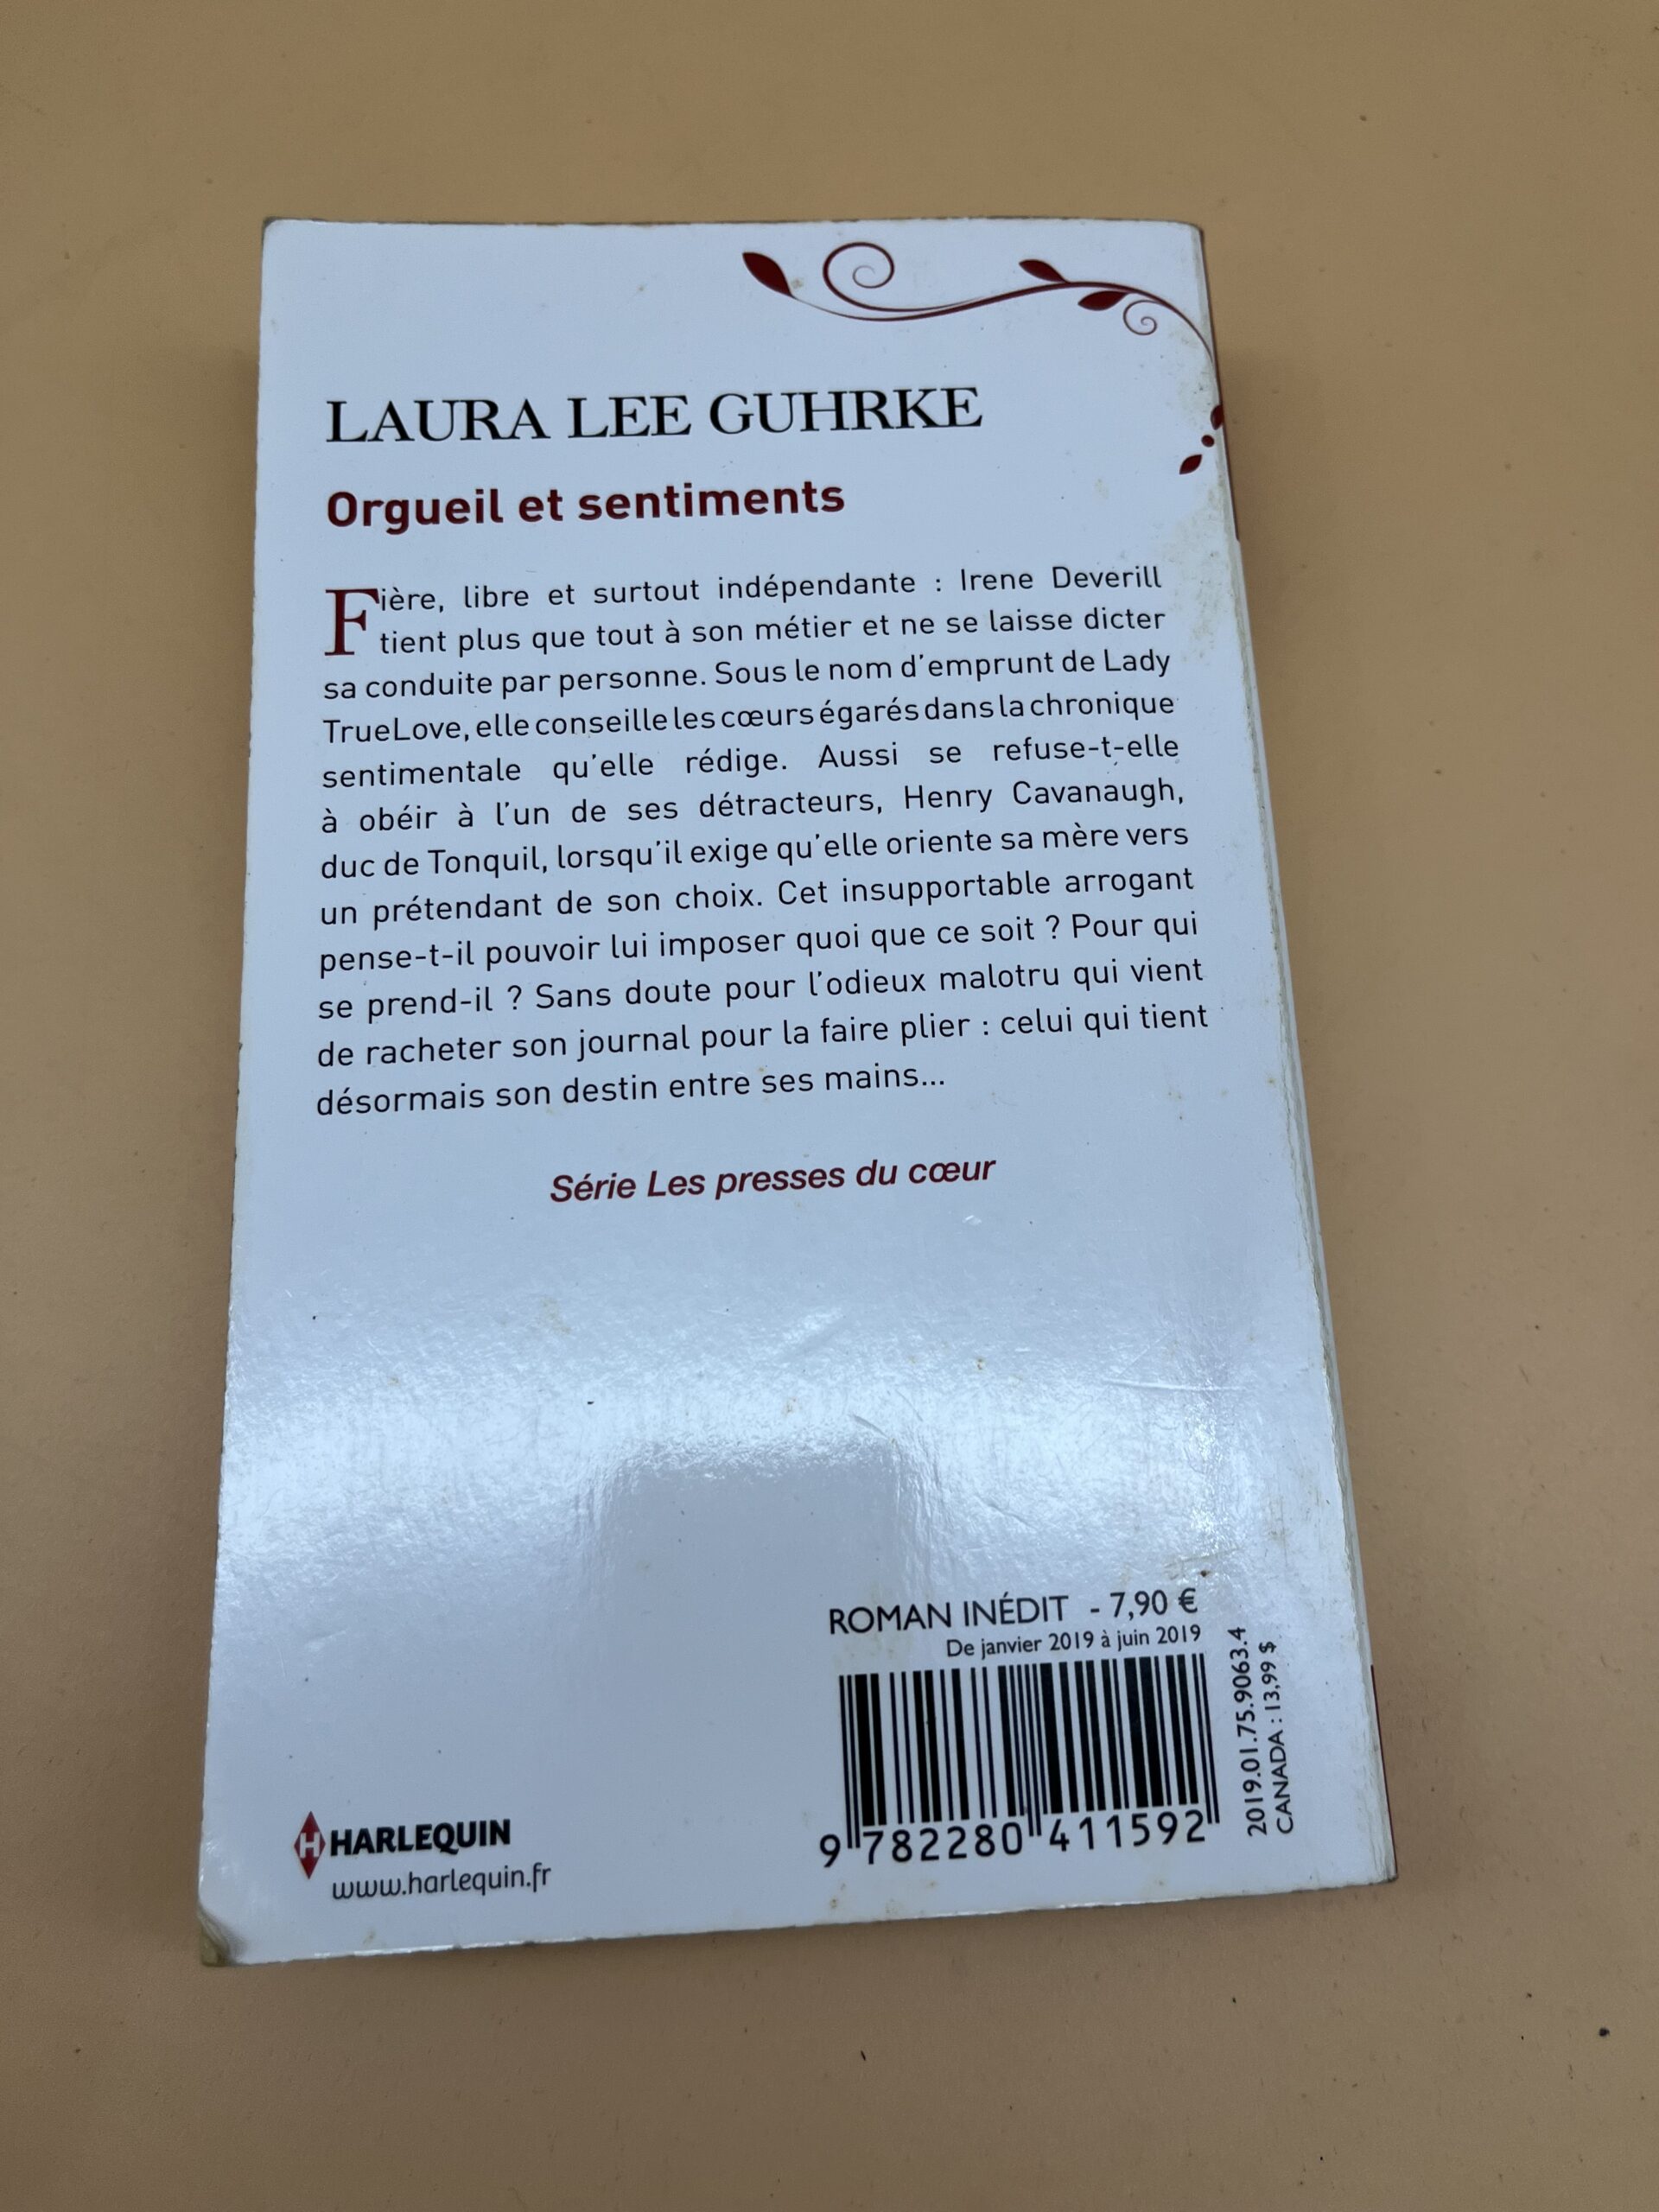 LAURA LEE GUHRKE
Orgueil et sentiments
Fière, libre et surtout indépendante : Irene Deverill
tient plus que tout à son métier et ne se laisse dicter
sa conduite par personne. Sous le nom d'emprunt de Lady
TrueLove, elle conseille les cœurs égarés dans la chronique
sentimentale qu'elle rédige. Aussi se refuse-t-elle
à obéir à l'un de ses détracteurs, Henry Cavanaugh,
duc de Tonquil, lorsqu'il exige qu'elle oriente sa mère vers
un prétendant de son choix. Cet insupportable arrogant
pense-t-il pouvoir lui imposer quoi que ce soit ? Pour qui
se prend-il ? Sans doute pour l'odieux malotru qui vient
de racheter son journal pour la faire plier : celui qui tient
désormais son destin entre ses mains...
Série Les presses du cœur
ROMAN INÉDIT - 7,90 €
De janvier 2019 à juin 2019
9 782280 411592
2019.01.75.9063.4
CANADA : 13,99 $
H HARLEQUIN
www.harlequin.fr